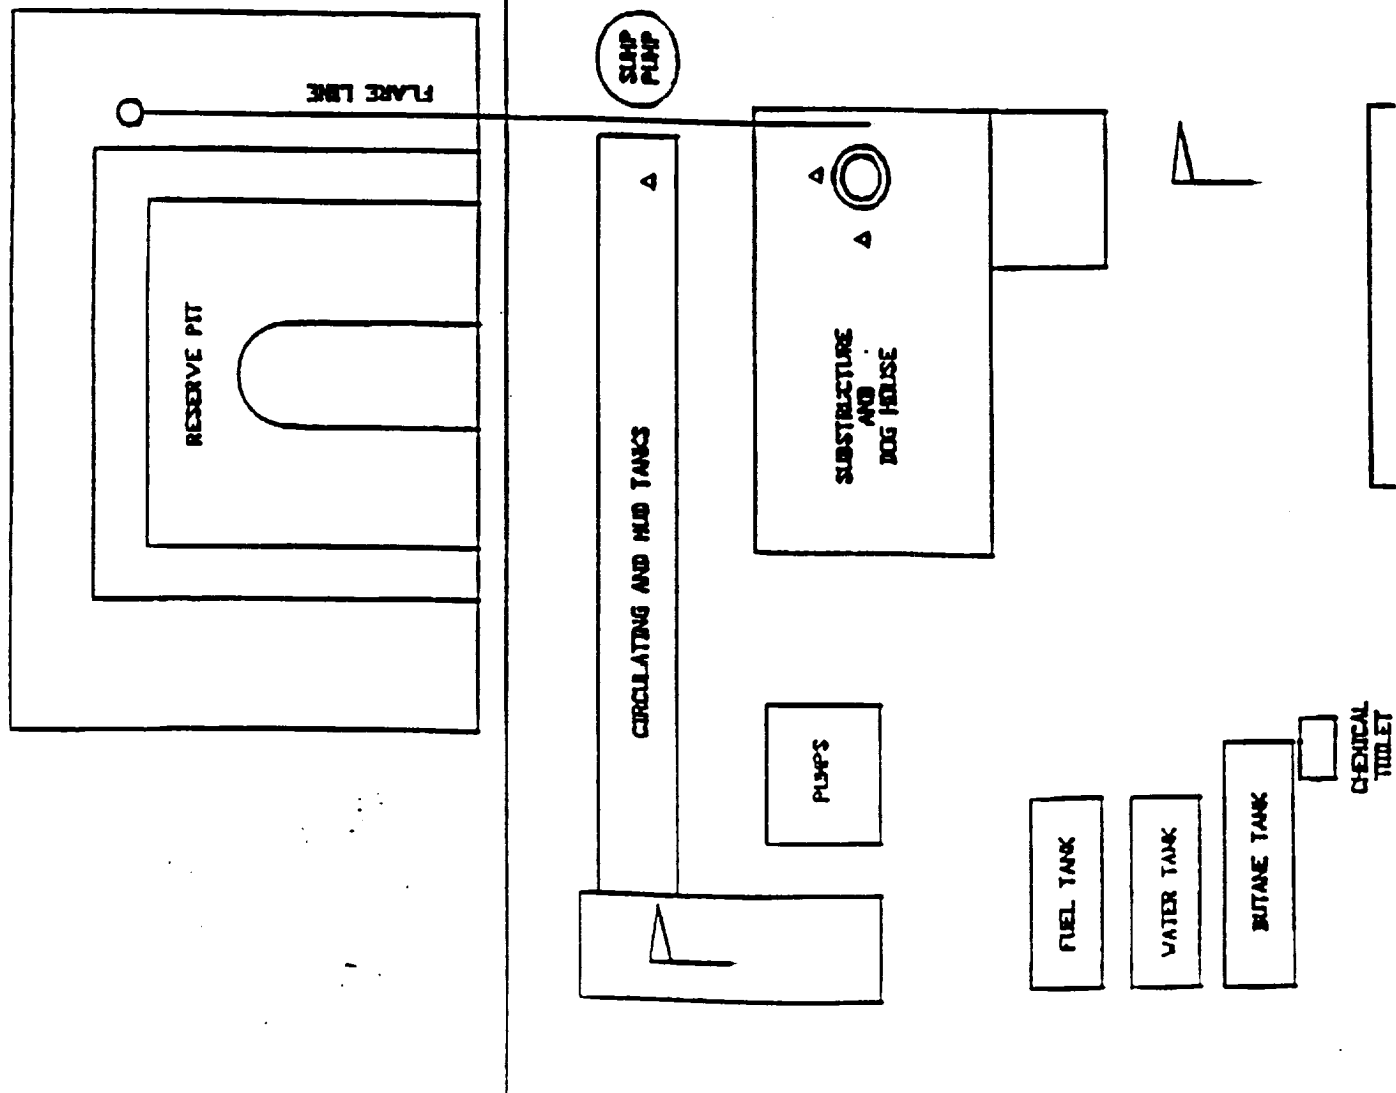 FLARE LINE
SUMP
PUMP
RESERVE PIT
CIRCULATING AND MUD TANKS
SUBSTRUCTURE
AND
DOG HOUSE
PUMPS
FUEL TANK
WATER TANK
BUTANE TANK
CHEMICAL
TOILET